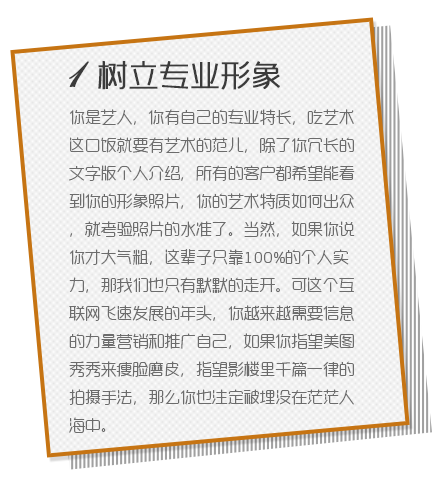 1 树立专业形象
你是艺人，你有自己的专业特长，吃艺术
这口饭就要有艺术的范儿，除了你冗长的
文字版个人介绍，所有的客户都希望能看
到你的形象照片，你的艺术特质如何出众
，就考验照片的水准了。当然，如果你说
你才大气粗，这辈子只靠100%的个人实
力，那我们也只有默默的走开。可这个互
联网飞速发展的年头，你越来越需要信息
的力量营销和推广自己，如果你指望美图
秀秀来瘦脸磨皮，指望影楼里千篇一律的
拍摄手法，那么你也注定被埋没在茫茫人
海中。